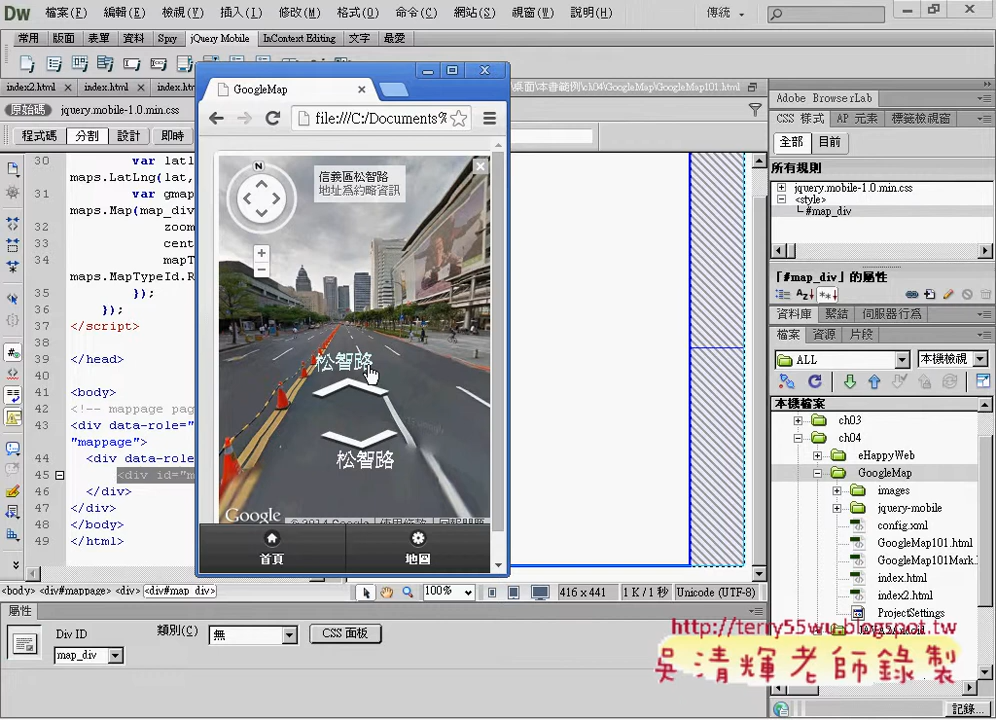 Dw 檔案(F) 編輯(E) 檢視(V) 插入(I) 修改(M) 格式(O) 命令(C) 網站(S) 視窗(W) 說明(H) 傳統
常用 版面 表單 資料 Spry jQuery Mobile InContext Editing 文字 最愛
index2.html × index.html × 桌面\本書範例\ch04\GoogleMap\GoogleMap101.html
原始碼 jquery.mobile-1.0.min.css
程式碼 分割 設計 即時
GoogleMap
file:///C:/Documents%
信義區松智路
地址為約略資訊
N
+
−
松智路
松智路
Google
首頁
地圖
30 var latl
maps.LatLng(lat,
31 var gmap
maps.Map(map_div
32 zoom
33 cent
34 mapT
maps.MapTypeId.R
35 });
36 });
37 </script>
38
39 </head>
40
41 <body>
42 <!-- mappage pag
43 <div data-role="
"mappage">
44 <div data-role
45 <div id="m
46 </div>
47 </div>
48 </body>
49 </html>
<body> <div#mappage> <div> <div#map_div>
100% 416 x 441 1 K / 1 秒 Unicode (UTF-8)
屬性
Div ID
map_div
類別(C) 無
CSS 面板
Adobe BrowserLab
CSS 樣式 AP 元素 標籤檢視窗
全部 目前
所有規則
jquery.mobile-1.0.min.css
<style>
#map_div
「#map_div」的屬性
資料庫 繫結 伺服器行為
檔案 資源 片段
ALL 本機檢視
本機檔案
ch03
ch04
eHappyWeb
GoogleMap
images
jquery-mobile
config.xml
GoogleMap101.html
GoogleMap101Mark.
index.html
index2.html
ProjectSettings
http://terry55wu.blogspot.tw
吳清輝老師錄製
記錄...